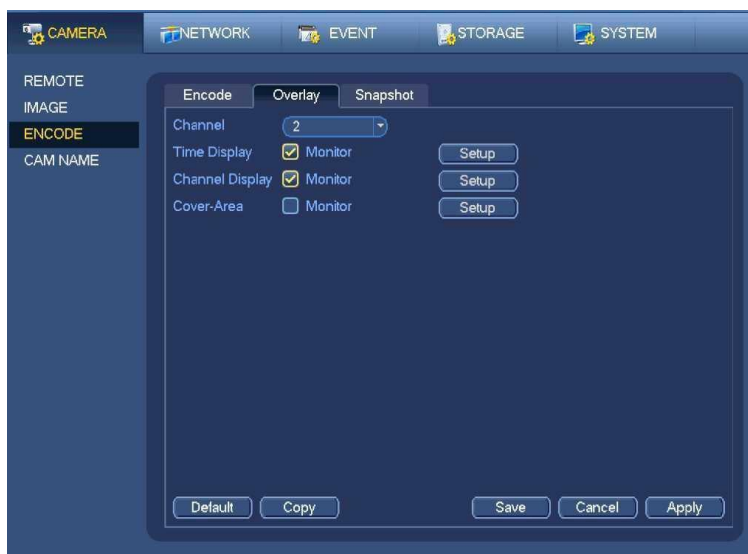 CAMERA NETWORK EVENT STORAGE SYSTEM
REMOTE
IMAGE
ENCODE
CAM NAME
Encode Overlay Snapshot
Channel 2
Time Display Monitor Setup
Channel Display Monitor Setup
Cover-Area Monitor Setup
Default Copy Save Cancel Apply